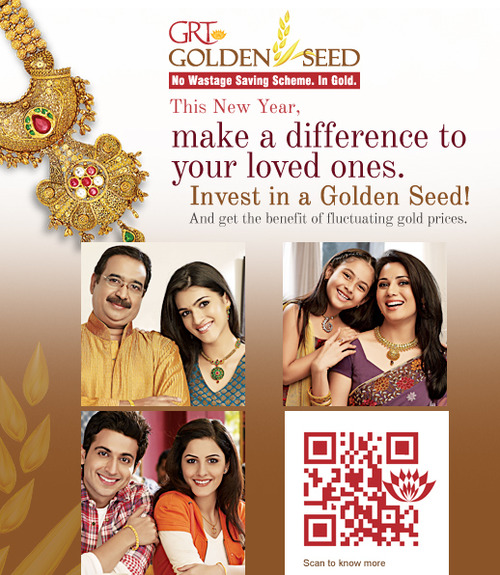 GRT
GOLDEN SEED
No Wastage Saving Scheme. In Gold.
This New Year,
make a difference to
your loved ones.
Invest in a Golden Seed!
And get the benefit of fluctuating gold prices.
Scan to know more